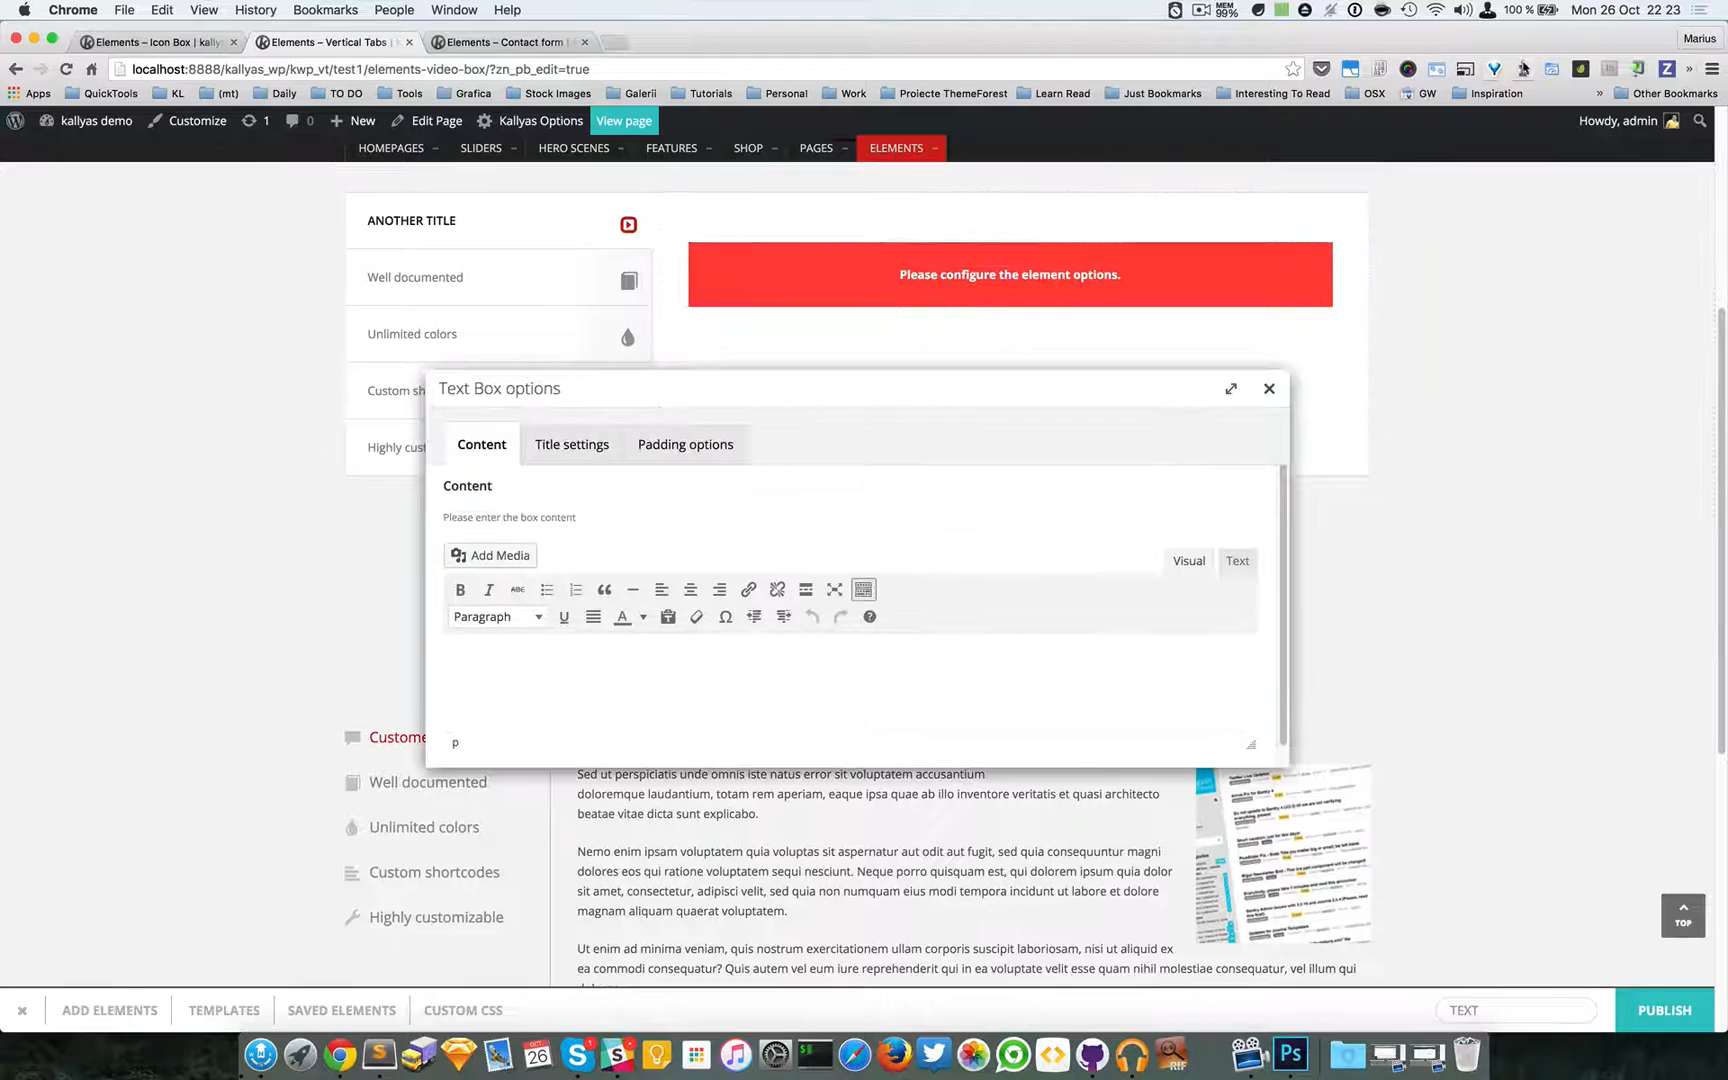 Chrome File Edit View History Bookmarks People Window Help MEM 99% 100 % Mon 26 Oct 22 23
Elements – Icon Box | kally Elements – Vertical Tabs | Elements – Contact form | Marius
localhost:8888/kallyas_wp/kwp_vt/test1/elements-video-box/?zn_pb_edit=true
Apps QuickTools KL (mt) Daily TO DO Tools Grafica Stock Images Galerii Tutorials Personal Work Proiecte ThemeForest Learn Read Just Bookmarks Interesting To Read OSX GW Inspiration » Other Bookmarks
kallyas demo Customize 1 0 New Edit Page Kallyas Options View page Howdy, admin
HOMEPAGES SLIDERS HERO SCENES FEATURES SHOP PAGES ELEMENTS
ANOTHER TITLE
Well documented
Please configure the element options.
Unlimited colors
Custom sh
Highly cust
Text Box options
Content Title settings Padding options
Content
Please enter the box content
Add Media
Visual Text
B I ABC
Paragraph U A Ω
p
Custome
Well documented
Unlimited colors
Custom shortcodes
Highly customizable
Sed ut perspiciatis unde omnis iste natus error sit voluptatem accusantium
doloremque laudantium, totam rem aperiam, eaque ipsa quae ab illo inventore veritatis et quasi architecto
beatae vitae dicta sunt explicabo.
Nemo enim ipsam voluptatem quia voluptas sit aspernatur aut odit aut fugit, sed quia consequuntur magni
dolores eos qui ratione voluptatem sequi nesciunt. Neque porro quisquam est, qui dolorem ipsum quia dolor
sit amet, consectetur, adipisci velit, sed quia non numquam eius modi tempora incidunt ut labore et dolore
magnam aliquam quaerat voluptatem.
Ut enim ad minima veniam, quis nostrum exercitationem ullam corporis suscipit laboriosam, nisi ut aliquid ex
ea commodi consequatur? Quis autem vel eum iure reprehenderit qui in ea voluptate velit esse quam nihil molestiae consequatur, vel illum qui
TOP
ADD ELEMENTS TEMPLATES SAVED ELEMENTS CUSTOM CSS TEXT PUBLISH
OCT 26 Ps